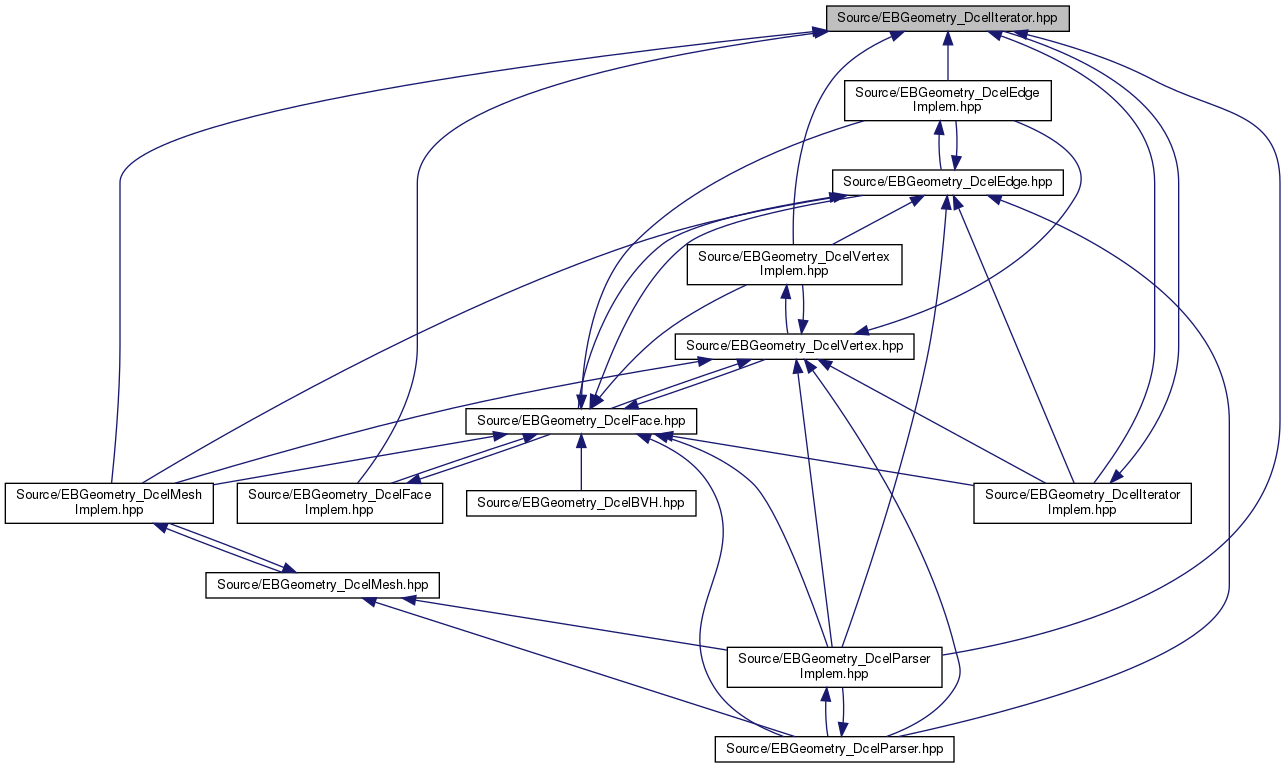 Source/EBGeometry_DcelIterator.hpp
Source/EBGeometry_DcelEdge
Implem.hpp
Source/EBGeometry_DcelEdge.hpp
Source/EBGeometry_DcelVertex
Implem.hpp
Source/EBGeometry_DcelVertex.hpp
Source/EBGeometry_DcelFace.hpp
Source/EBGeometry_DcelMesh
Implem.hpp
Source/EBGeometry_DcelFace
Implem.hpp
Source/EBGeometry_DcelBVH.hpp
Source/EBGeometry_DcelIterator
Implem.hpp
Source/EBGeometry_DcelMesh.hpp
Source/EBGeometry_DcelParser
Implem.hpp
Source/EBGeometry_DcelParser.hpp